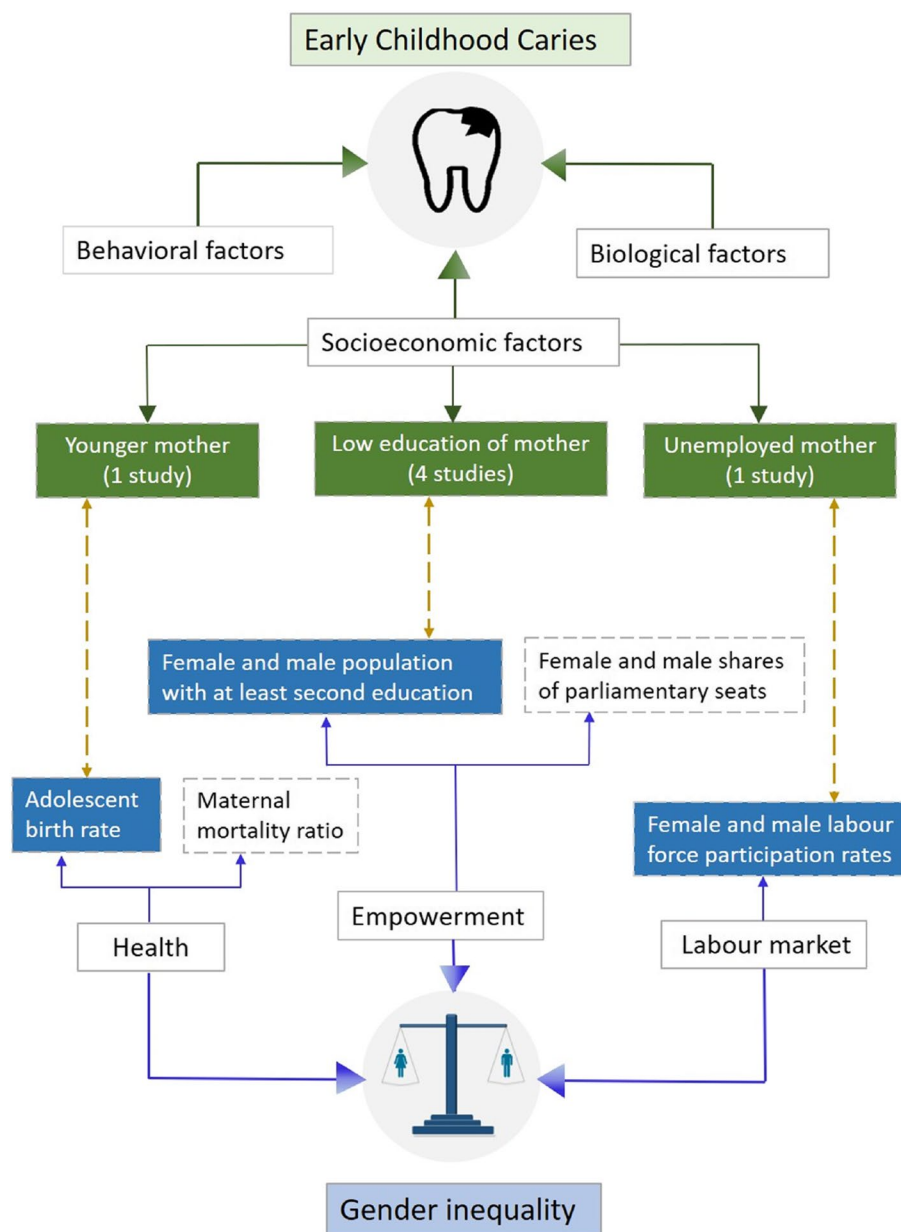 Early Childhood Caries
Behavioral factors
Biological factors
Socioeconomic factors
Younger mother
(1 study)
Low education of mother
(4 studies)
Unemployed mother
(1 study)
Female and male population
with at least second education
Female and male shares
of parliamentary seats
Adolescent
birth rate
Maternal
mortality ratio
Female and male labour
force participation rates
Health
Empowerment
Labour market
Gender inequality